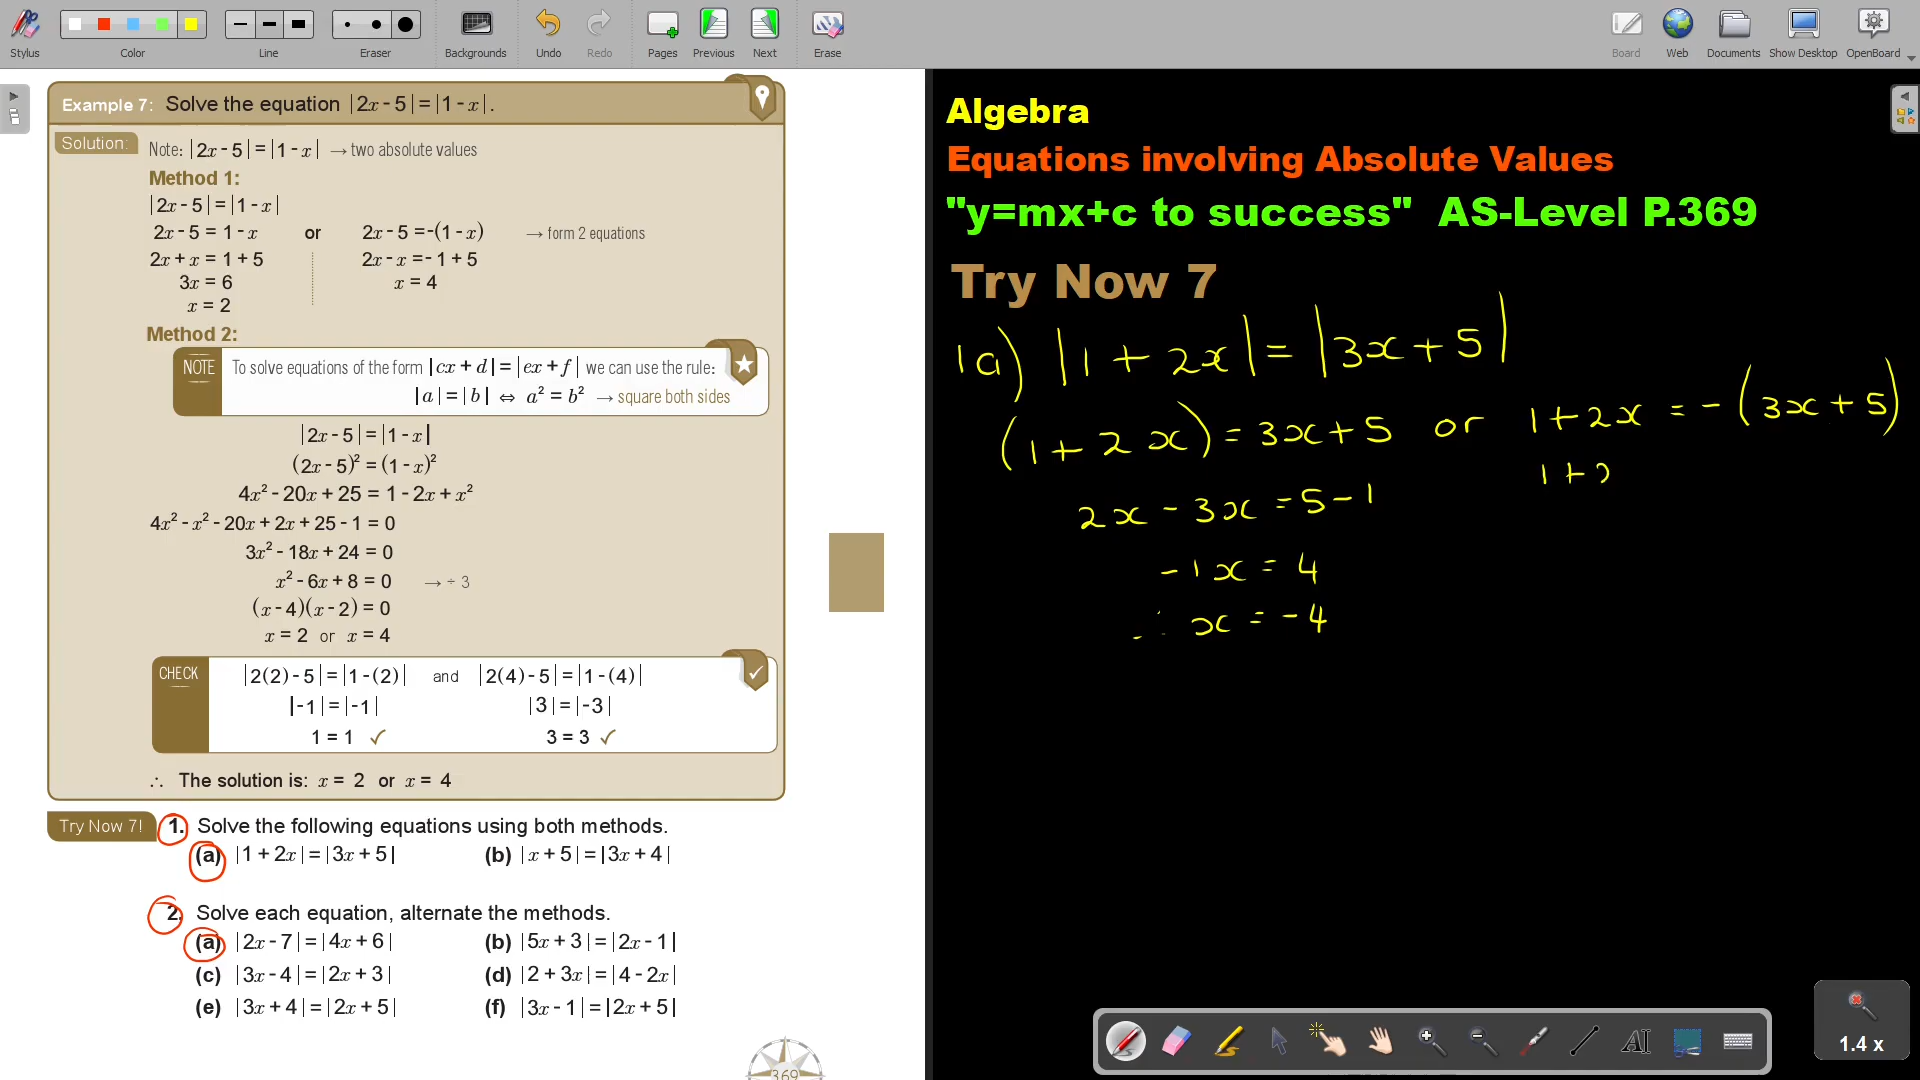 Stylus Color Line Eraser Backgrounds Undo Redo Pages Previous Next Erase Board Web Documents Show Desktop OpenBoard
Example 7: Solve the equation |2x - 5| = |1 - x|.
Solution: Note: |2x - 5| = |1 - x| → two absolute values
Method 1:
|2x - 5| = |1 - x|
2x - 5 = 1 - x or 2x - 5 = -(1 - x) → form 2 equations
2x + x = 1 + 5 2x - x = - 1 + 5
3x = 6 x = 4
x = 2
Method 2:
NOTE To solve equations of the form |cx + d| = |ex + f| we can use the rule:
|a| = |b| ⇔ a² = b² → square both sides
|2x - 5| = |1 - x|
(2x - 5)² = (1 - x)²
4x² - 20x + 25 = 1 - 2x + x²
4x² - x² - 20x + 2x + 25 - 1 = 0
3x² - 18x + 24 = 0
x² - 6x + 8 = 0 → ÷ 3
(x - 4)(x - 2) = 0
x = 2 or x = 4
CHECK |2(2) - 5| = |1 - (2)| and |2(4) - 5| = |1 - (4)|
|-1| = |-1| |3| = |-3|
1 = 1 ✓ 3 = 3 ✓
∴ The solution is: x = 2 or x = 4
Try Now 7! 1. Solve the following equations using both methods.
(a) |1 + 2x| = |3x + 5| (b) |x + 5| = |3x + 4|
2. Solve each equation, alternate the methods.
(a) |2x - 7| = |4x + 6| (b) |5x + 3| = |2x - 1|
(c) |3x - 4| = |2x + 3| (d) |2 + 3x| = |4 - 2x|
(e) |3x + 4| = |2x + 5| (f) |3x - 1| = |2x + 5|
369
Algebra
Equations involving Absolute Values
"y=mx+c to success" AS-Level P.369
Try Now 7
1a) |1 + 2x| = |3x + 5|
(1 + 2x) = 3x + 5 or 1 + 2x = - (3x + 5)
1 +
2x - 3x = 5 - 1
- 1x = 4
∴ x = - 4
1.4 x